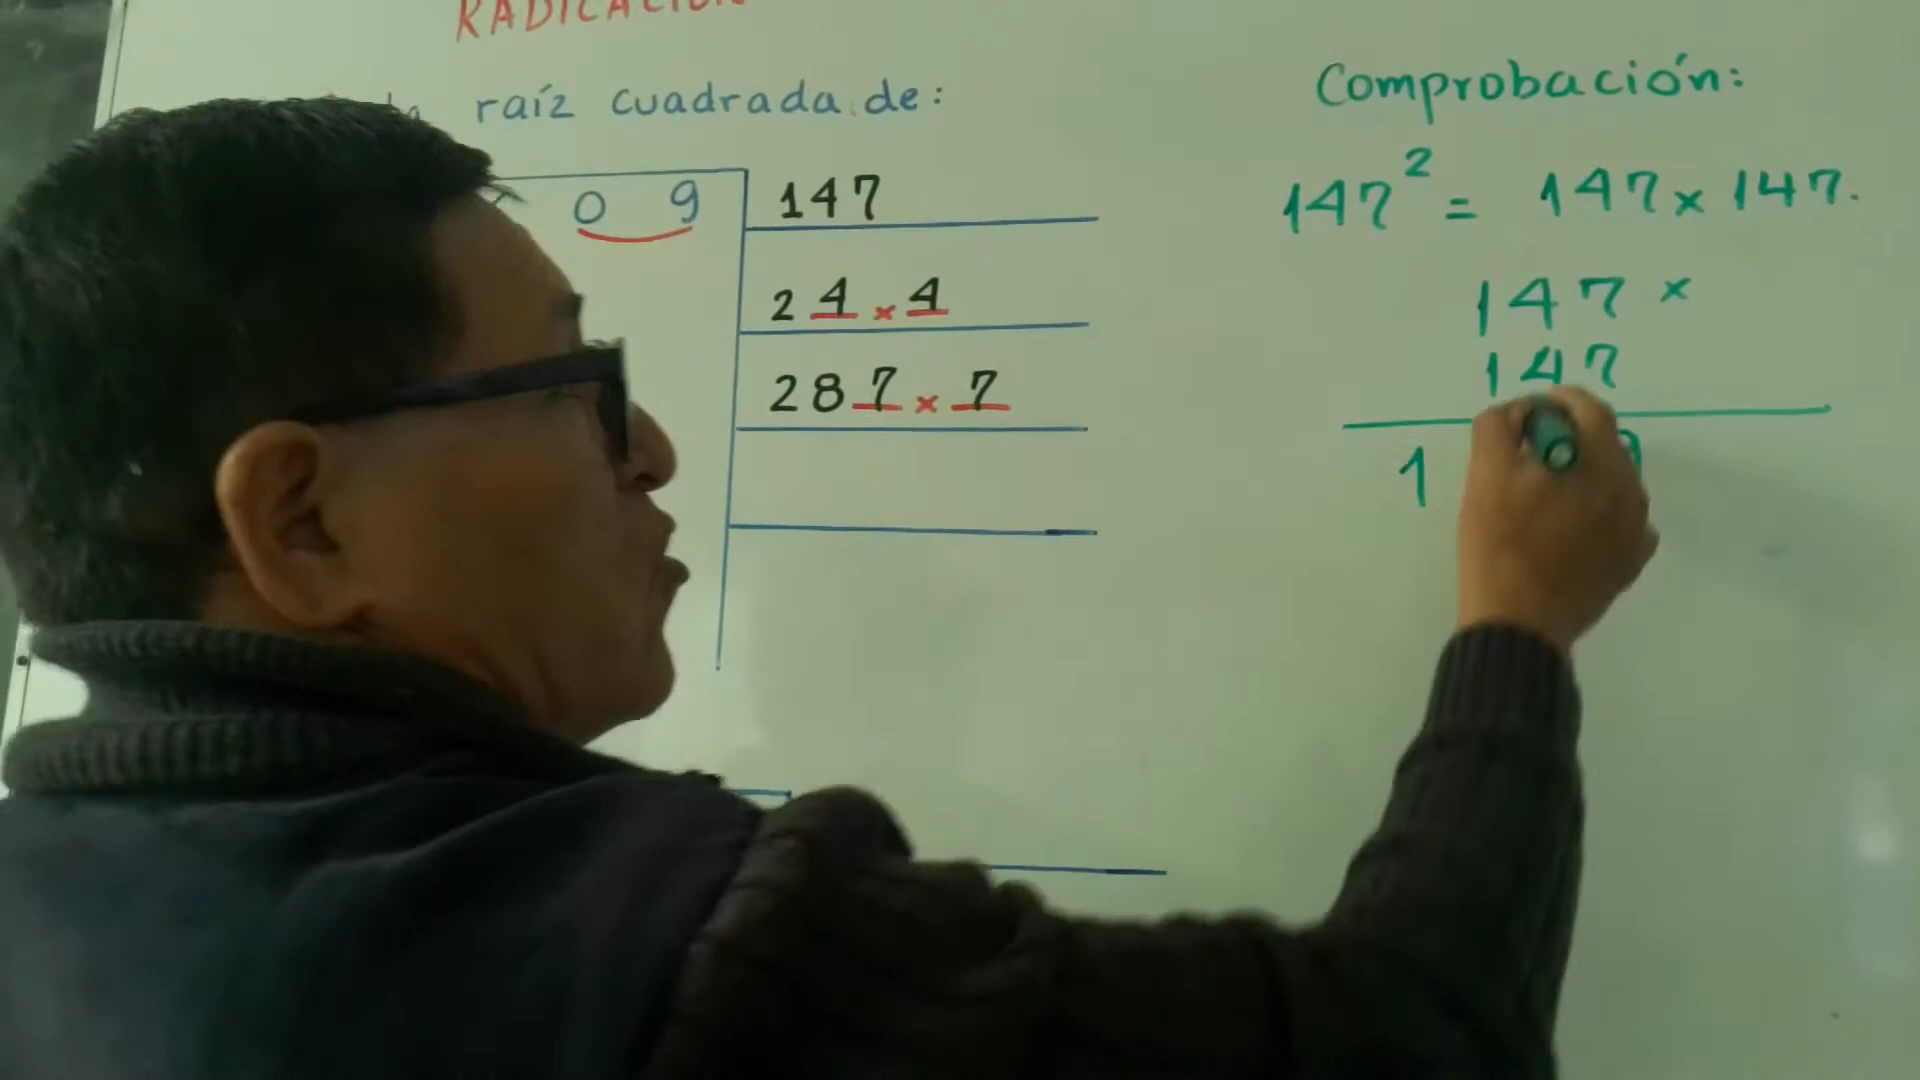 RADICACIÓN
raíz cuadrada de:
0 9
147
2 4 x 4
28 7 x 7
Comprobación:
147² = 147 x 147.
147 x
147
1 9